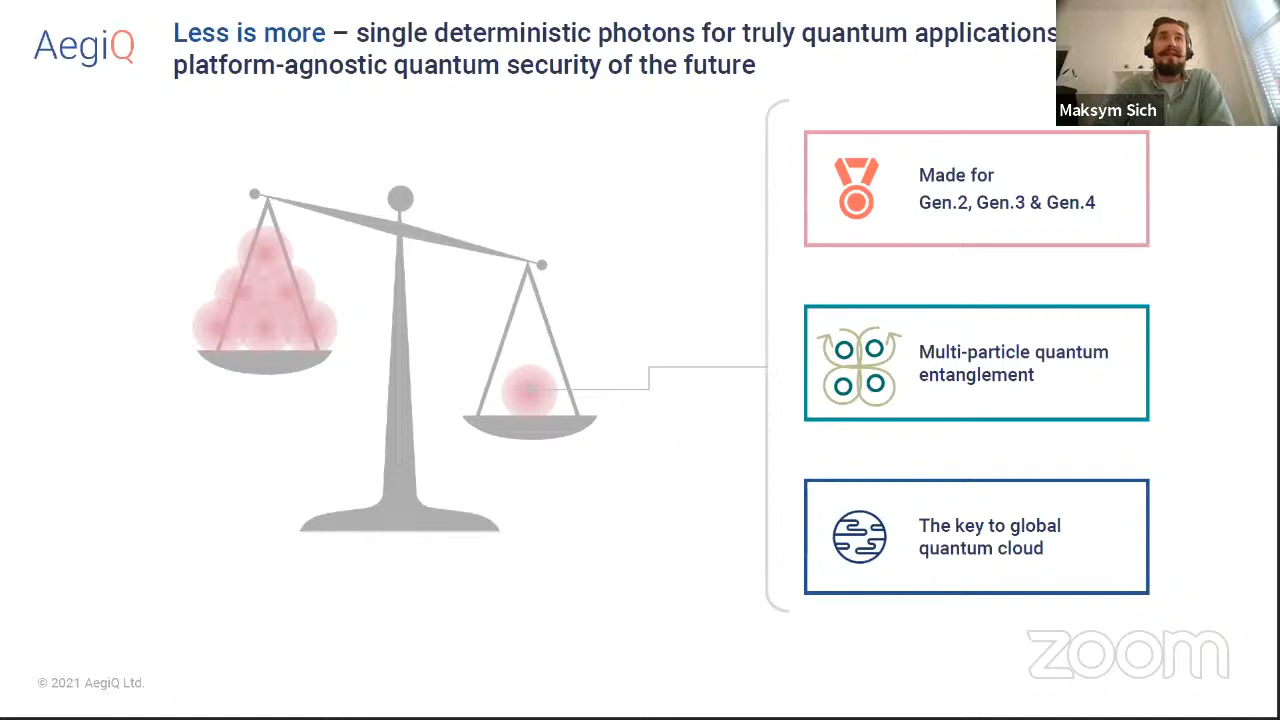 AegiQ
Less is more – single deterministic photons for truly quantum applications
platform-agnostic quantum security of the future
Maksym Sich
Made for
Gen.2, Gen.3 & Gen.4
Multi-particle quantum
entanglement
The key to global
quantum cloud
zoom
© 2021 AegiQ Ltd.